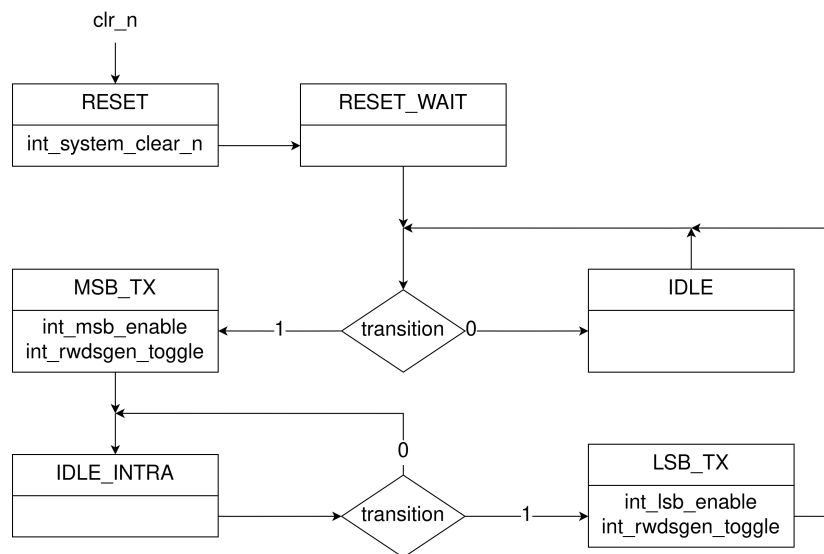 clr_n
RESET
int_system_clear_n
RESET_WAIT
MSB_TX
int_msb_enable
int_rwdsgen_toggle
1
transition
0
IDLE
IDLE_INTRA
0
transition
1
LSB_TX
int_lsb_enable
int_rwdsgen_toggle